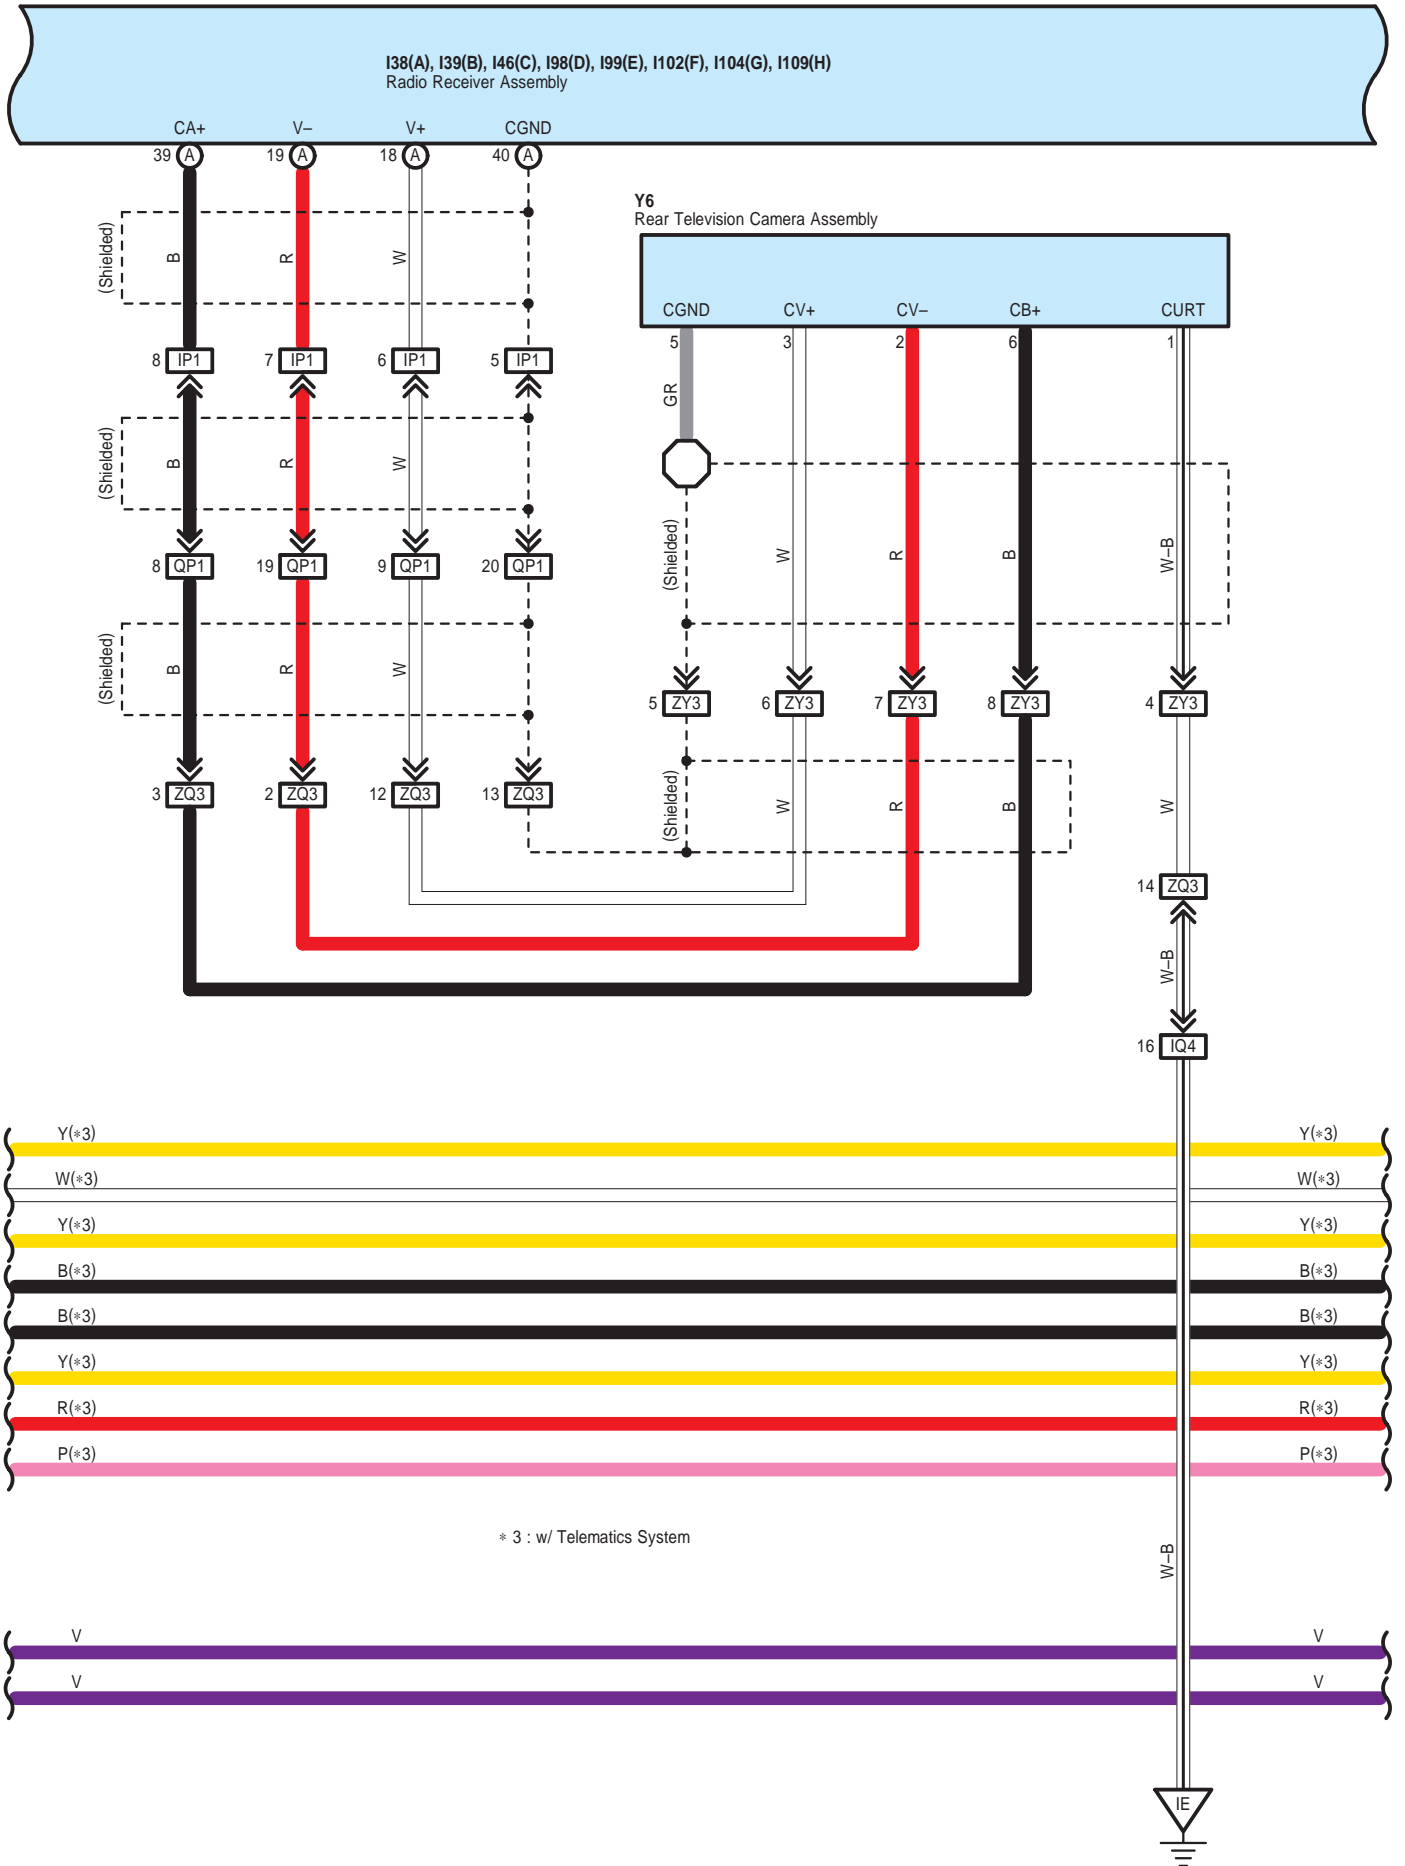 I38(A), I39(B), I46(C), I98(D), I99(E), I102(F), I104(G), I109(H)
Radio Receiver Assembly
CA+ V– V+ CGND
39 A 19 A 18 A 40 A
Y6
Rear Television Camera Assembly
(Shielded) B R W
CGND CV+ CV– CB+ CURT
5 3 2 6 1
8 IP1 7 IP1 6 IP1 5 IP1
GR
(Shielded) B R W
(Shielded) W R B W–B
8 QP1 19 QP1 9 QP1 20 QP1
(Shielded) B R W
5 ZY3 6 ZY3 7 ZY3 8 ZY3 4 ZY3
3 ZQ3 2 ZQ3 12 ZQ3 13 ZQ3
(Shielded) W R B W
14 ZQ3
W–B
16 IQ4
Y(*3) Y(*3)
W(*3) W(*3)
Y(*3) Y(*3)
B(*3) B(*3)
B(*3) B(*3)
Y(*3) Y(*3)
R(*3) R(*3)
P(*3) P(*3)
* 3 : w/ Telematics System
W–B
V V
V V
IE